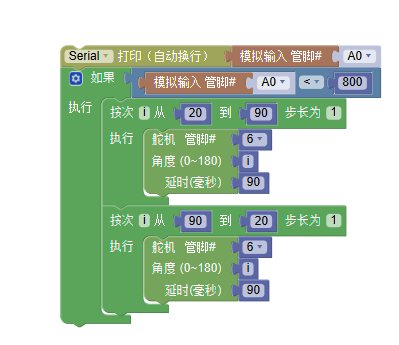 Serial 打印（自动换行） 模拟输入 管脚# A0
如果 模拟输入 管脚# A0 < 800
执行
按次 i 从 20 到 90 步长为 1
执行 舵机 管脚# 6
角度 (0~180) i
延时(毫秒) 90
按次 i 从 90 到 20 步长为 1
执行 舵机 管脚# 6
角度 (0~180) i
延时(毫秒) 90